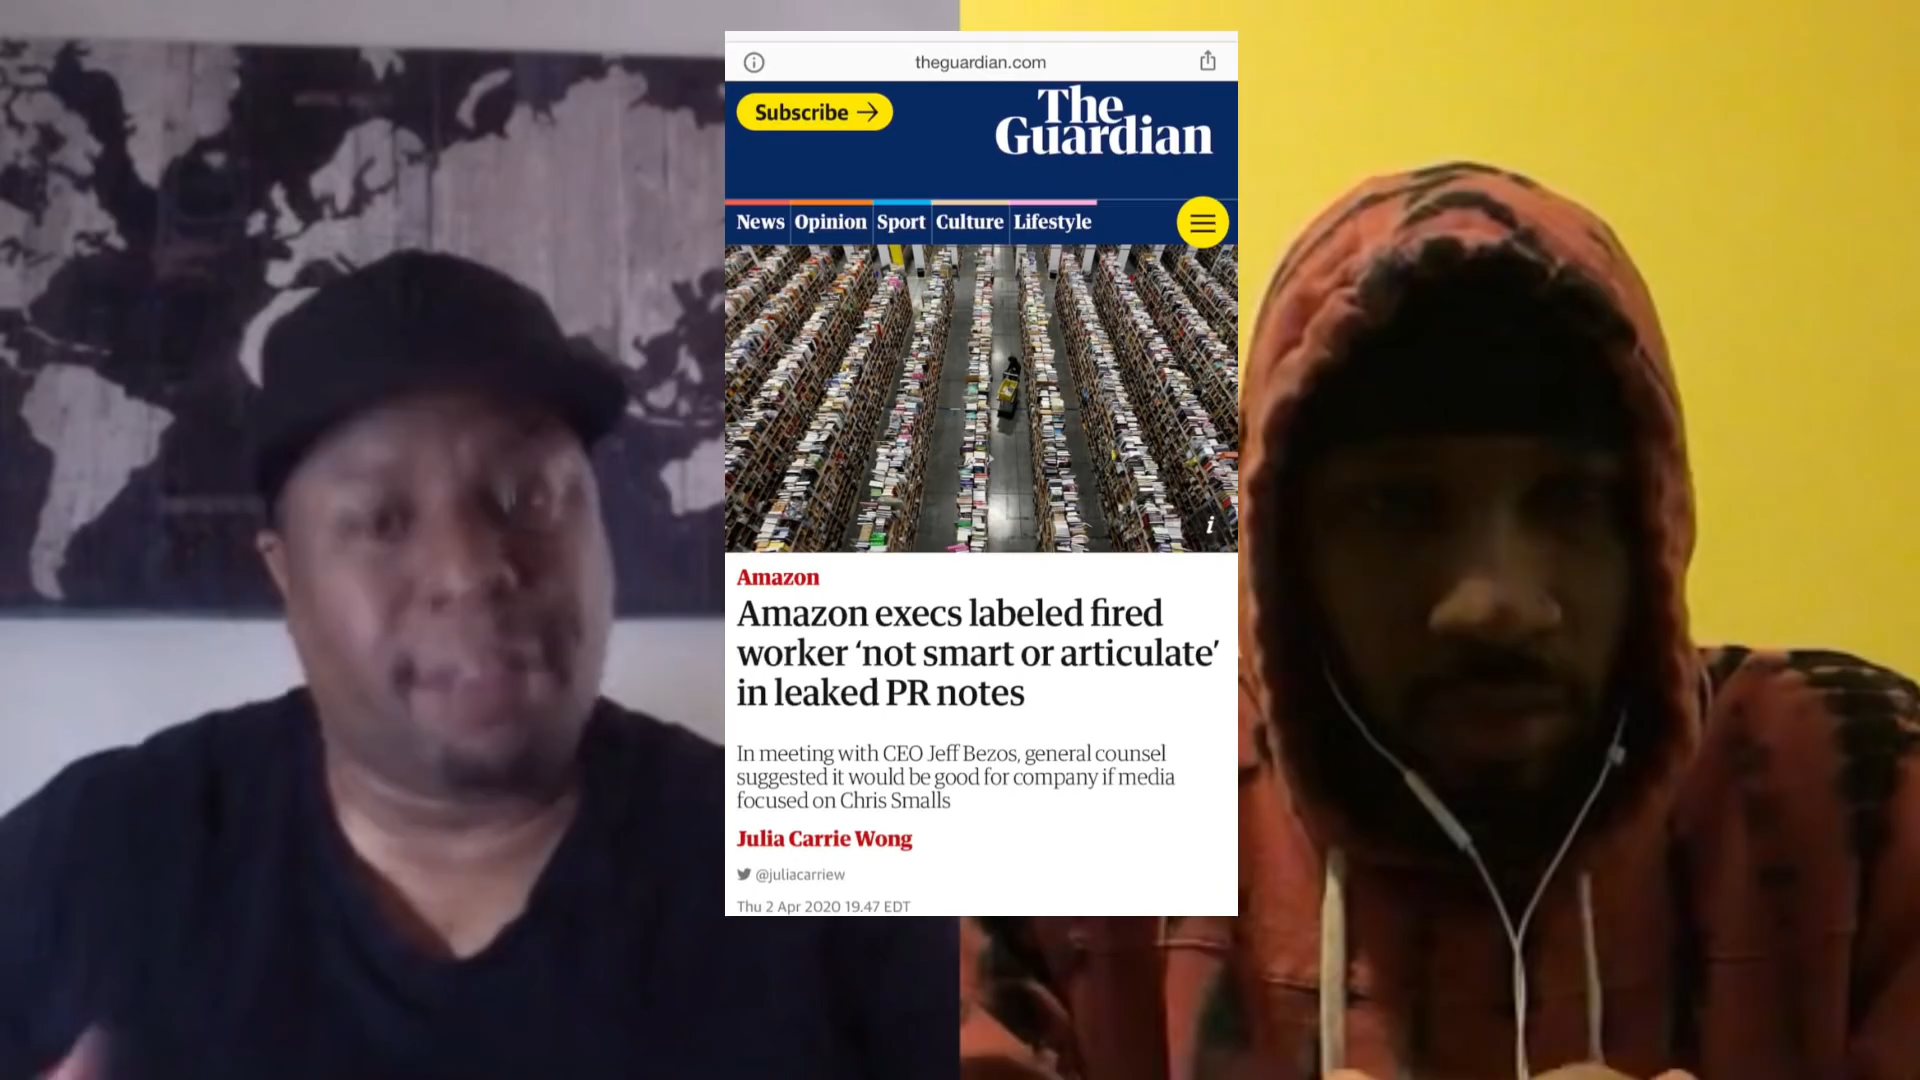 theguardian.com
Subscribe
The
Guardian
News Opinion Sport Culture Lifestyle
i
Amazon
Amazon execs labeled fired
worker ‘not smart or articulate’
in leaked PR notes
In meeting with CEO Jeff Bezos, general counsel
suggested it would be good for company if media
focused on Chris Smalls
Julia Carrie Wong
@juliacarriew
Thu 2 Apr 2020 19.47 EDT